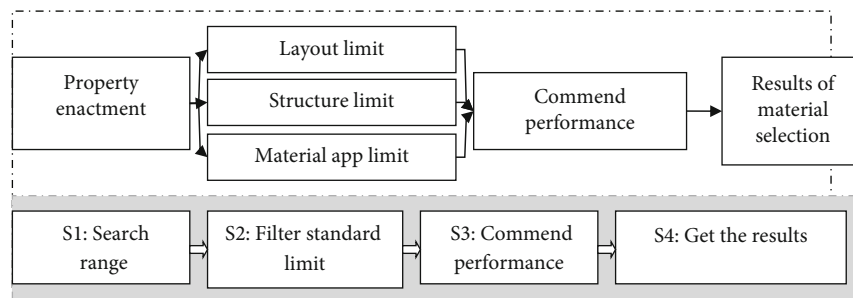 Property
enactment
Layout limit
Structure limit
Material app limit
Commend
performance
Results of
material
selection
S1: Search
range
S2: Filter standard
limit
S3: Commend
performance
S4: Get the results